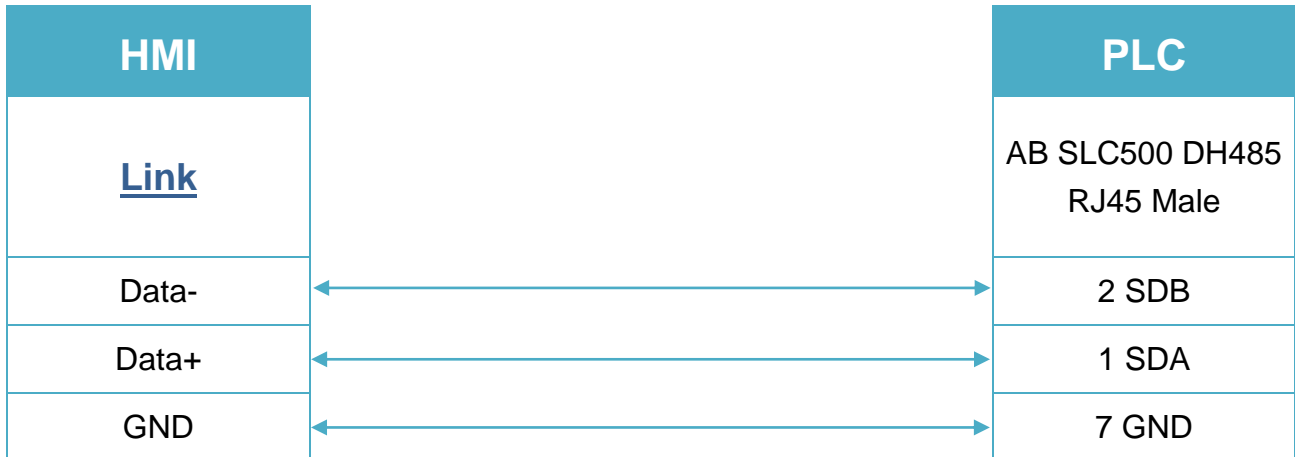 HMI
PLC
Link
AB SLC500 DH485
RJ45 Male
Data-
2 SDB
Data+
1 SDA
GND
7 GND